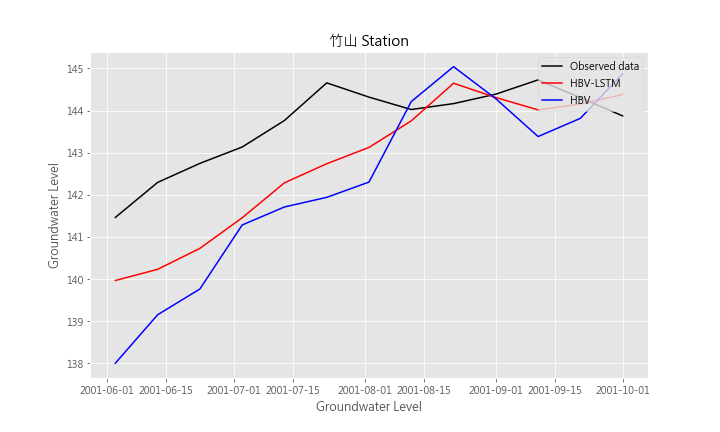 竹山 Station
Observed data
HBV-LSTM
HBV
Groundwater Level
145
144
143
142
141
140
139
138
2001-06-01 2001-06-15 2001-07-01 2001-07-15 2001-08-01 2001-08-15 2001-09-01 2001-09-15 2001-10-01
Groundwater Level